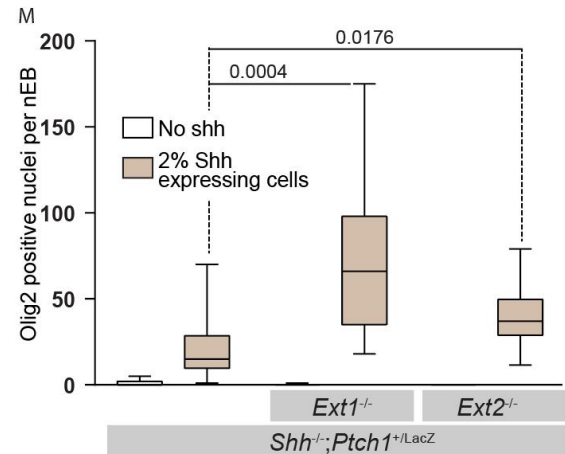 M
200
0.0176
0.0004
150
No shh
2% Shh
expressing cells
100
50
0
Olig2 positive nuclei per nEB
Ext1-/-
Ext2-/-
Shh-/-;Ptch1+/LacZ